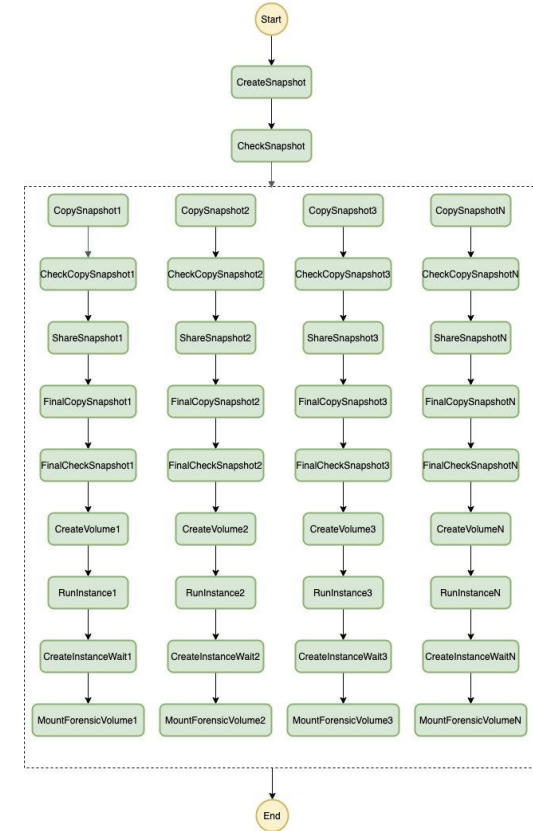 Start
CreateSnapshot
CheckSnapshot
CopySnapshot1 CopySnapshot2 CopySnapshot3 CopySnapshotN
CheckCopySnapshot1 CheckCopySnapshot2 CheckCopySnapshot3 CheckCopySnapshotN
ShareSnapshot1 ShareSnapshot2 ShareSnapshot3 ShareSnapshotN
FinalCopySnapshot1 FinalCopySnapshot2 FinalCopySnapshot3 FinalCopySnapshotN
FinalCheckSnapshot1 FinalCheckSnapshot2 FinalCheckSnapshot3 FinalCheckSnapshotN
CreateVolume1 CreateVolume2 CreateVolume3 CreateVolumeN
RunInstance1 RunInstance2 RunInstance3 RunInstanceN
CreateInstanceWait1 CreateInstanceWait2 CreateInstanceWait3 CreateInstanceWaitN
MountForensicVolume1 MountForensicVolume2 MountForensicVolume3 MountForensicVolumeN
End